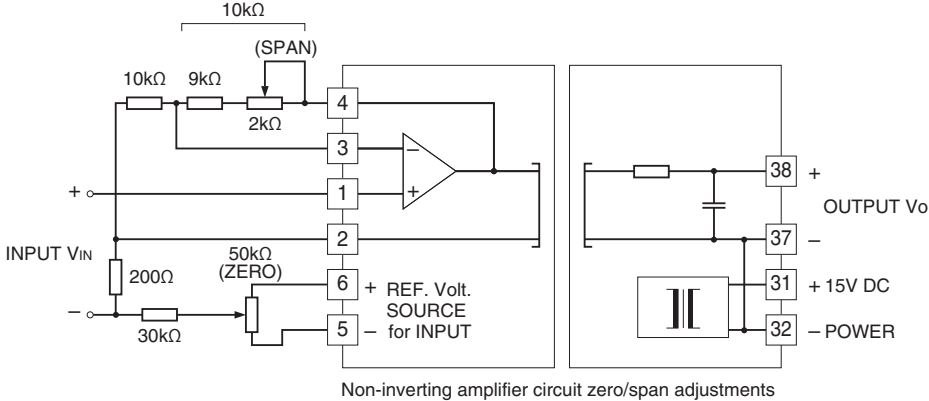 10kΩ
(SPAN)
10kΩ
9kΩ
2kΩ
4
3
1
2
6
5
−
+
+
INPUT VIN
−
200Ω
30kΩ
50kΩ
(ZERO)
+ REF. Volt.
SOURCE
− for INPUT
38 +
OUTPUT Vo
37 −
31 + 15V DC
32 − POWER
Non-inverting amplifier circuit zero/span adjustments